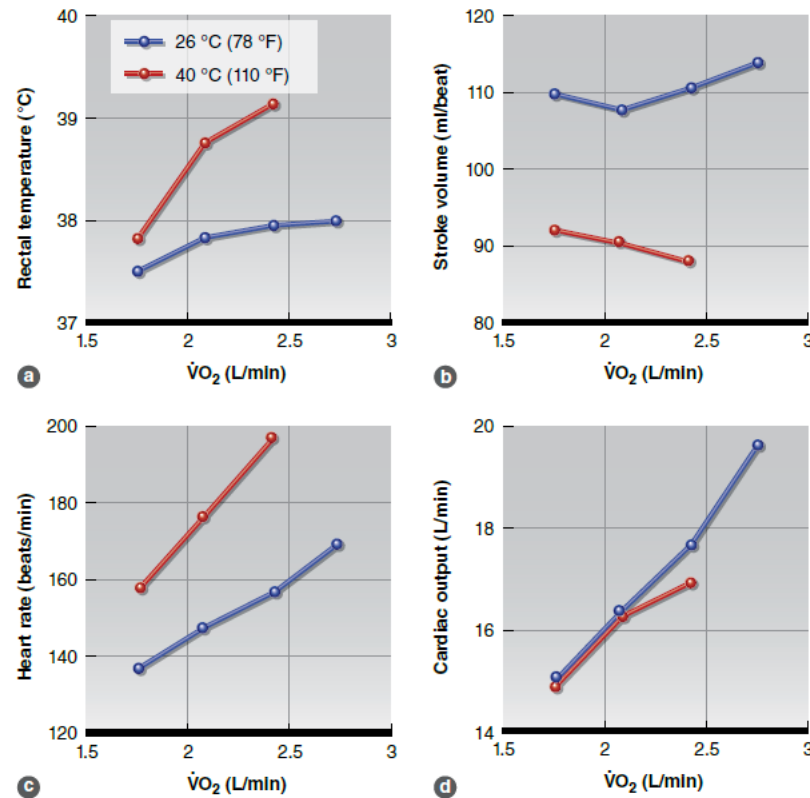 40
26 °C (78 °F)
40 °C (110 °F)
39
38
37
Rectal temperature (°C)
1.5
2
2.5
3
a
V̇O₂ (L/min)
120
110
100
90
80
Stroke volume (ml/beat)
1.5
2
2.5
3
b
V̇O₂ (L/min)
200
180
160
140
120
Heart rate (beats/min)
1.5
2
2.5
3
c
V̇O₂ (L/min)
20
18
16
14
Cardiac output (L/min)
1.5
2
2.5
3
d
V̇O₂ (L/min)